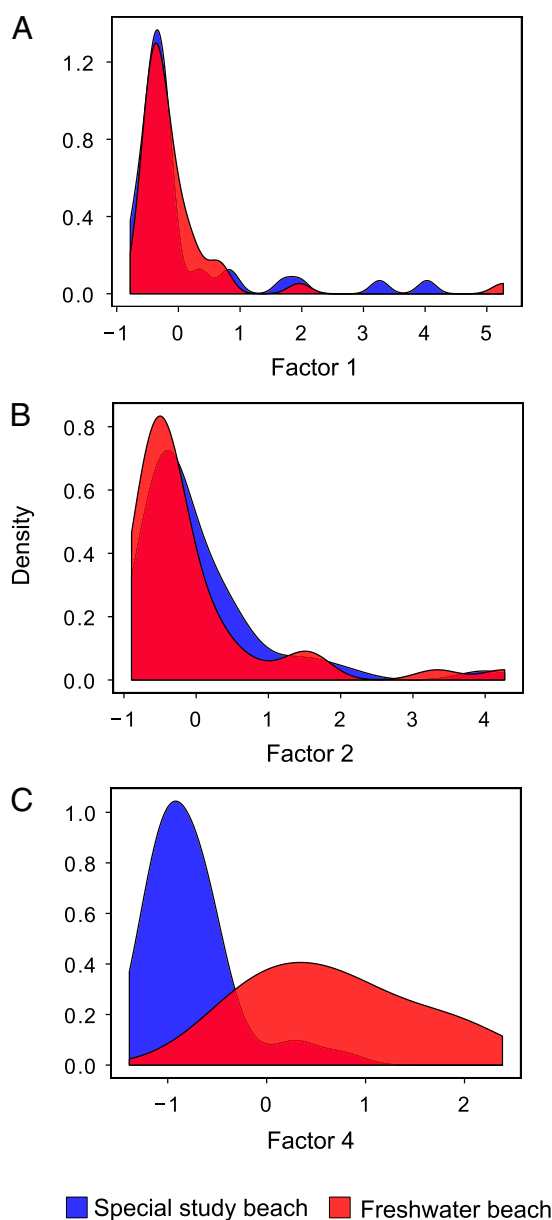 A
1.2
0.8
0.4
0.0
−1 0 1 2 3 4 5
Factor 1
B
0.8
0.6
0.4
0.2
0.0
−1 0 1 2 3 4
Factor 2
Density
C
1.0
0.8
0.6
0.4
0.2
0.0
−1 0 1 2
Factor 4
Special study beach Freshwater beach